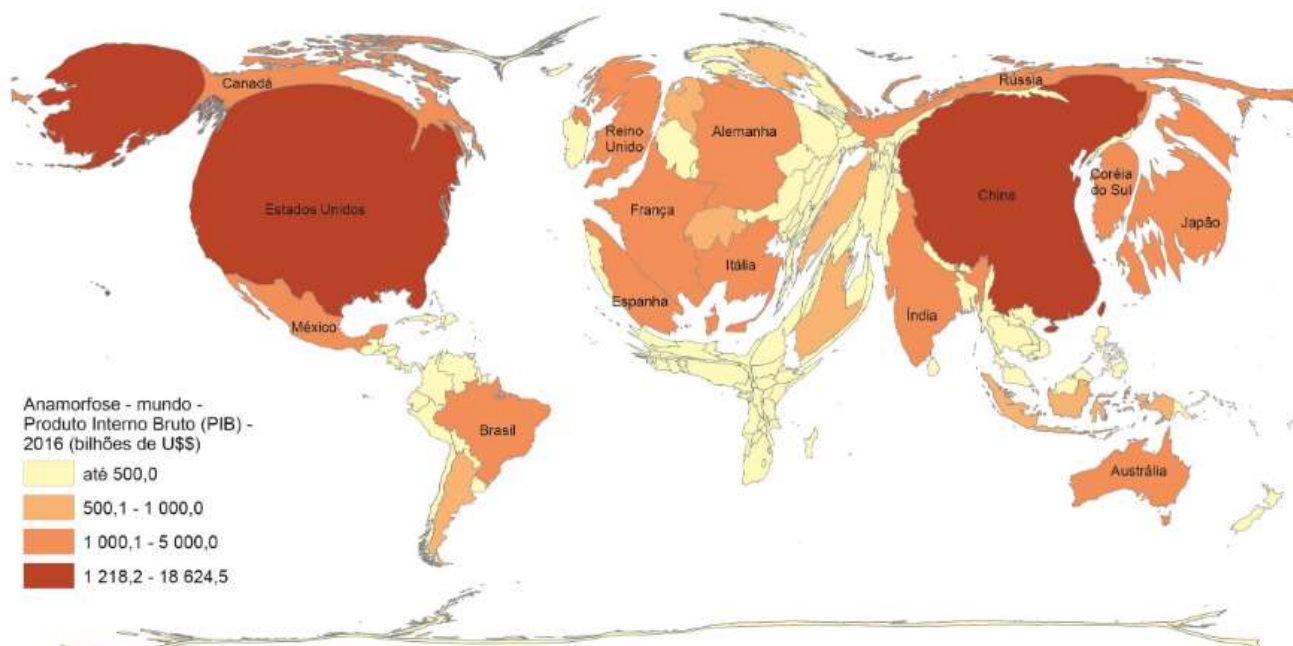 Canadá
Rússia
Reino
Unido
Alemanha
Coréia
do Sul
Estados Unidos
França
China
Japão
Itália
Espanha
Índia
México
Anamorfose - mundo -
Produto Interno Bruto (PIB) -
2016 (bilhões de U$$)
até 500,0
500,1 - 1 000,0
1 000,1 - 5 000,0
1 218,2 - 18 624,5
Brasil
Austrália